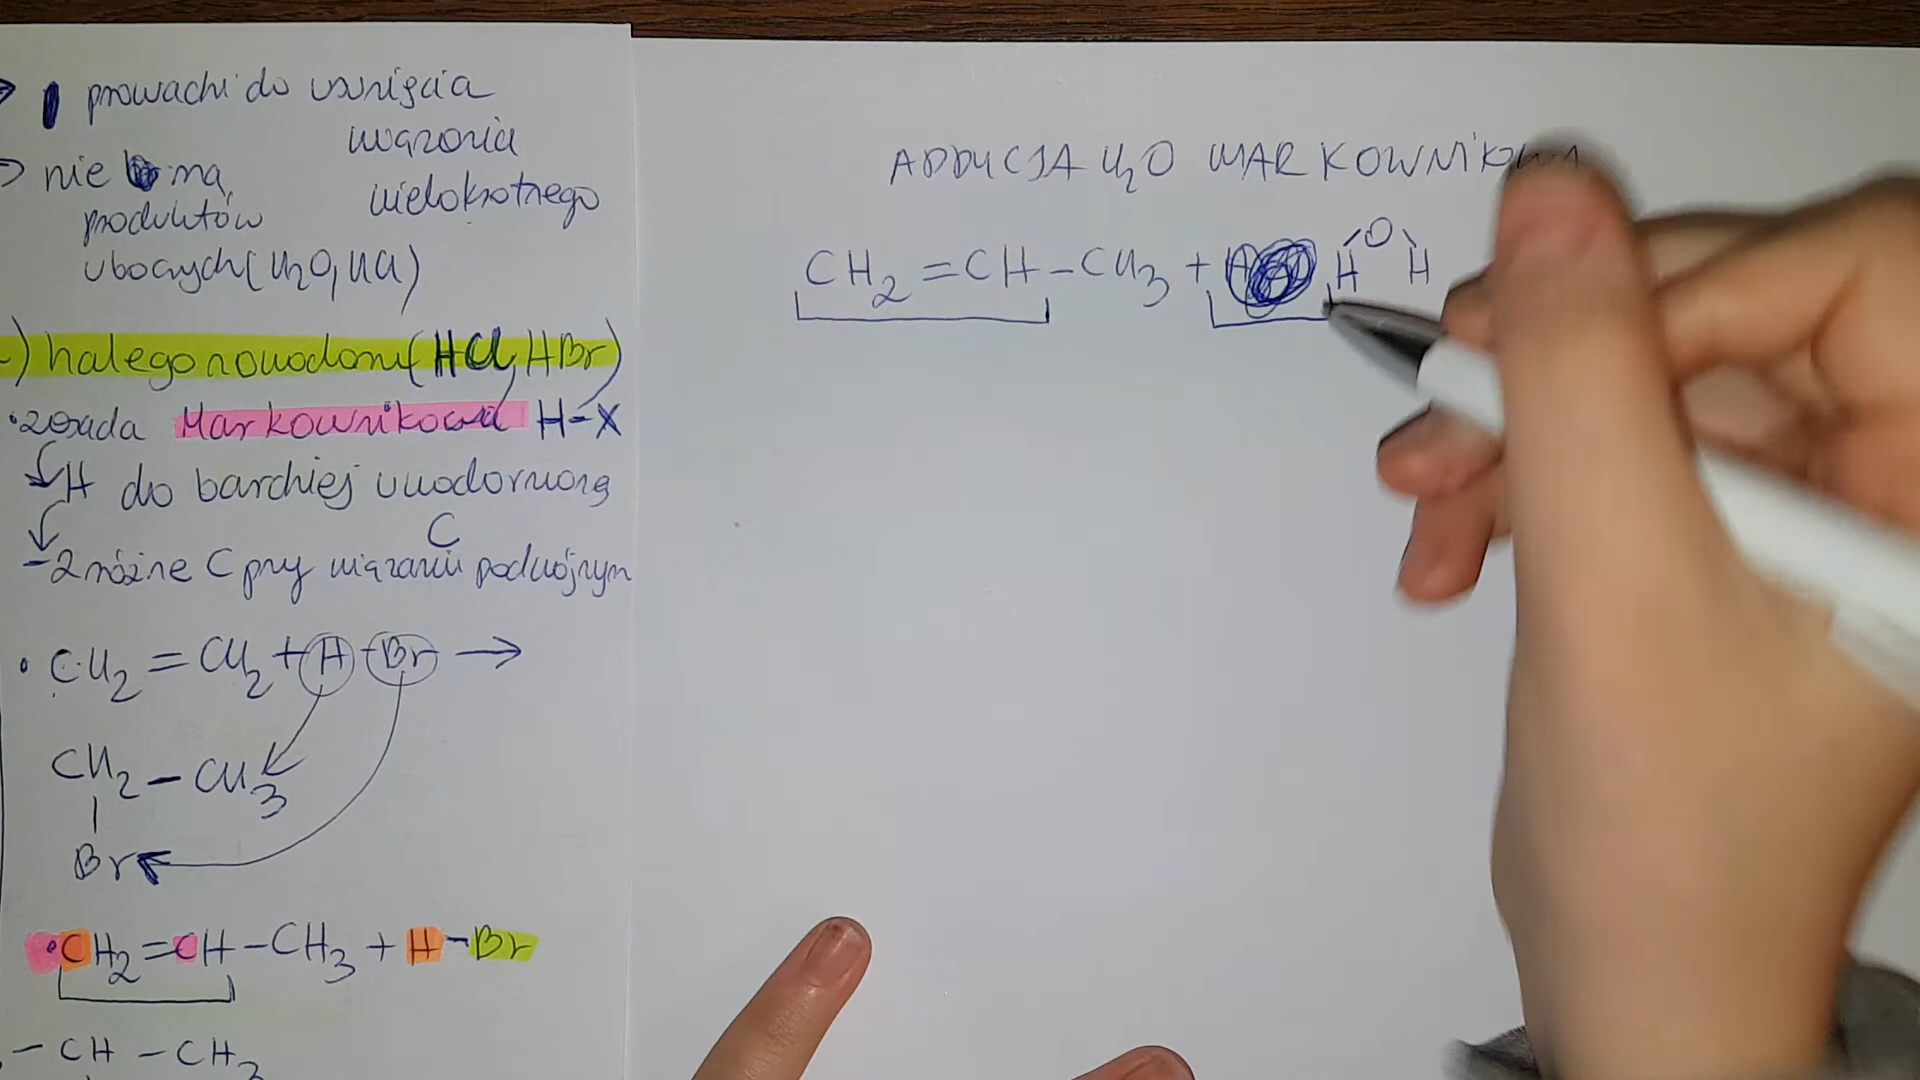 prowadzi do usunięcia
wiązania
wielokrotnego
nie ma
produktów
ubocznych (H2O, HCl)
halogenowodoru (HCl, HBr)
• zasada Markownikowa H-X
H do bardziej uwodornionego
C
- 2 różne C przy wiązaniu podwójnym
• CH2 = CH2 + H - Br →
CH2 - CH3
|
Br
• CH2 = CH - CH3 + H - Br
- CH - CH3
ADDYCJA H2O MARKOWNIKOWA
CH2 = CH - CH3 + H O H